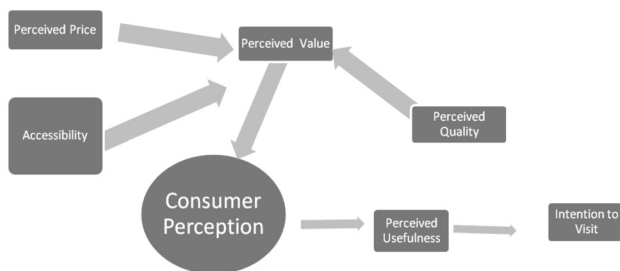 Perceived Price
Perceived Value
Accessibility
Perceived
Quality
Consumer
Perception
Perceived
Usefulness
Intention to
Visit